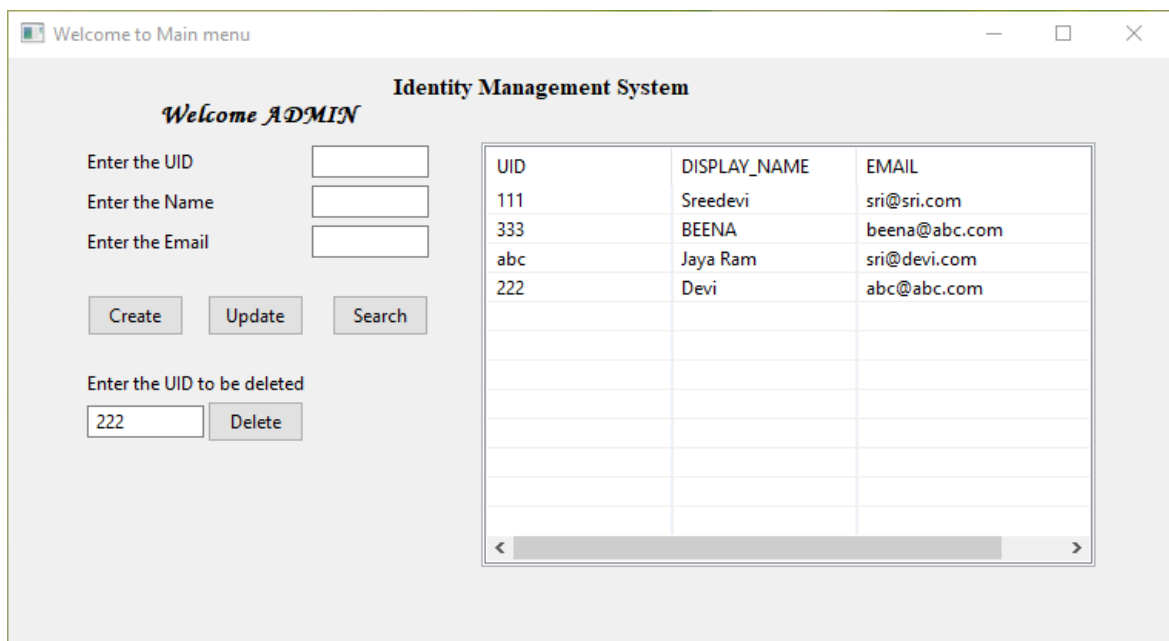 Welcome to Main menu
Identity Management System
Welcome ADMIN
Enter the UID
Enter the Name
Enter the Email
Create Update Search
Enter the UID to be deleted
222 Delete
UID DISPLAY_NAME EMAIL
111 Sreedevi sri@sri.com
333 BEENA beena@abc.com
abc Jaya Ram sri@devi.com
222 Devi abc@abc.com